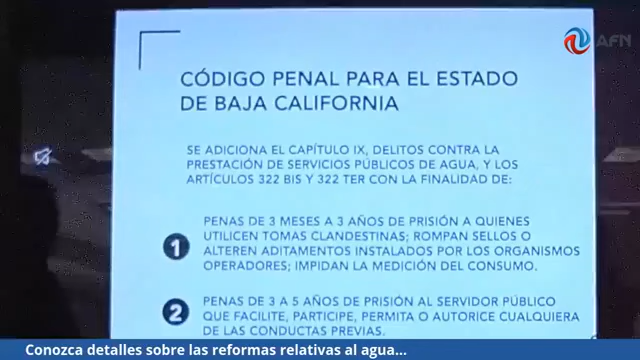 AFN
CÓDIGO PENAL PARA EL ESTADO
DE BAJA CALIFORNIA
SE ADICIONA EL CAPÍTULO IX, DELITOS CONTRA LA
PRESTACIÓN DE SERVICIOS PÚBLICOS DE AGUA, Y LOS
ARTÍCULOS 322 BIS Y 322 TER CON LA FINALIDAD DE:
1 PENAS DE 3 MESES A 3 AÑOS DE PRISIÓN A QUIENES
UTILICEN TOMAS CLANDESTINAS; ROMPAN SELLOS O
ALTEREN ADITAMENTOS INSTALADOS POR LOS ORGANISMOS
OPERADORES; IMPIDAN LA MEDICIÓN DEL CONSUMO.
2 PENAS DE 3 A 5 AÑOS DE PRISIÓN AL SERVIDOR PÚBLICO
QUE FACILITE, PARTICIPE, PERMITA O AUTORICE CUALQUIERA
DE LAS CONDUCTAS PREVIAS.
Conozca detalles sobre las reformas relativas al agua...